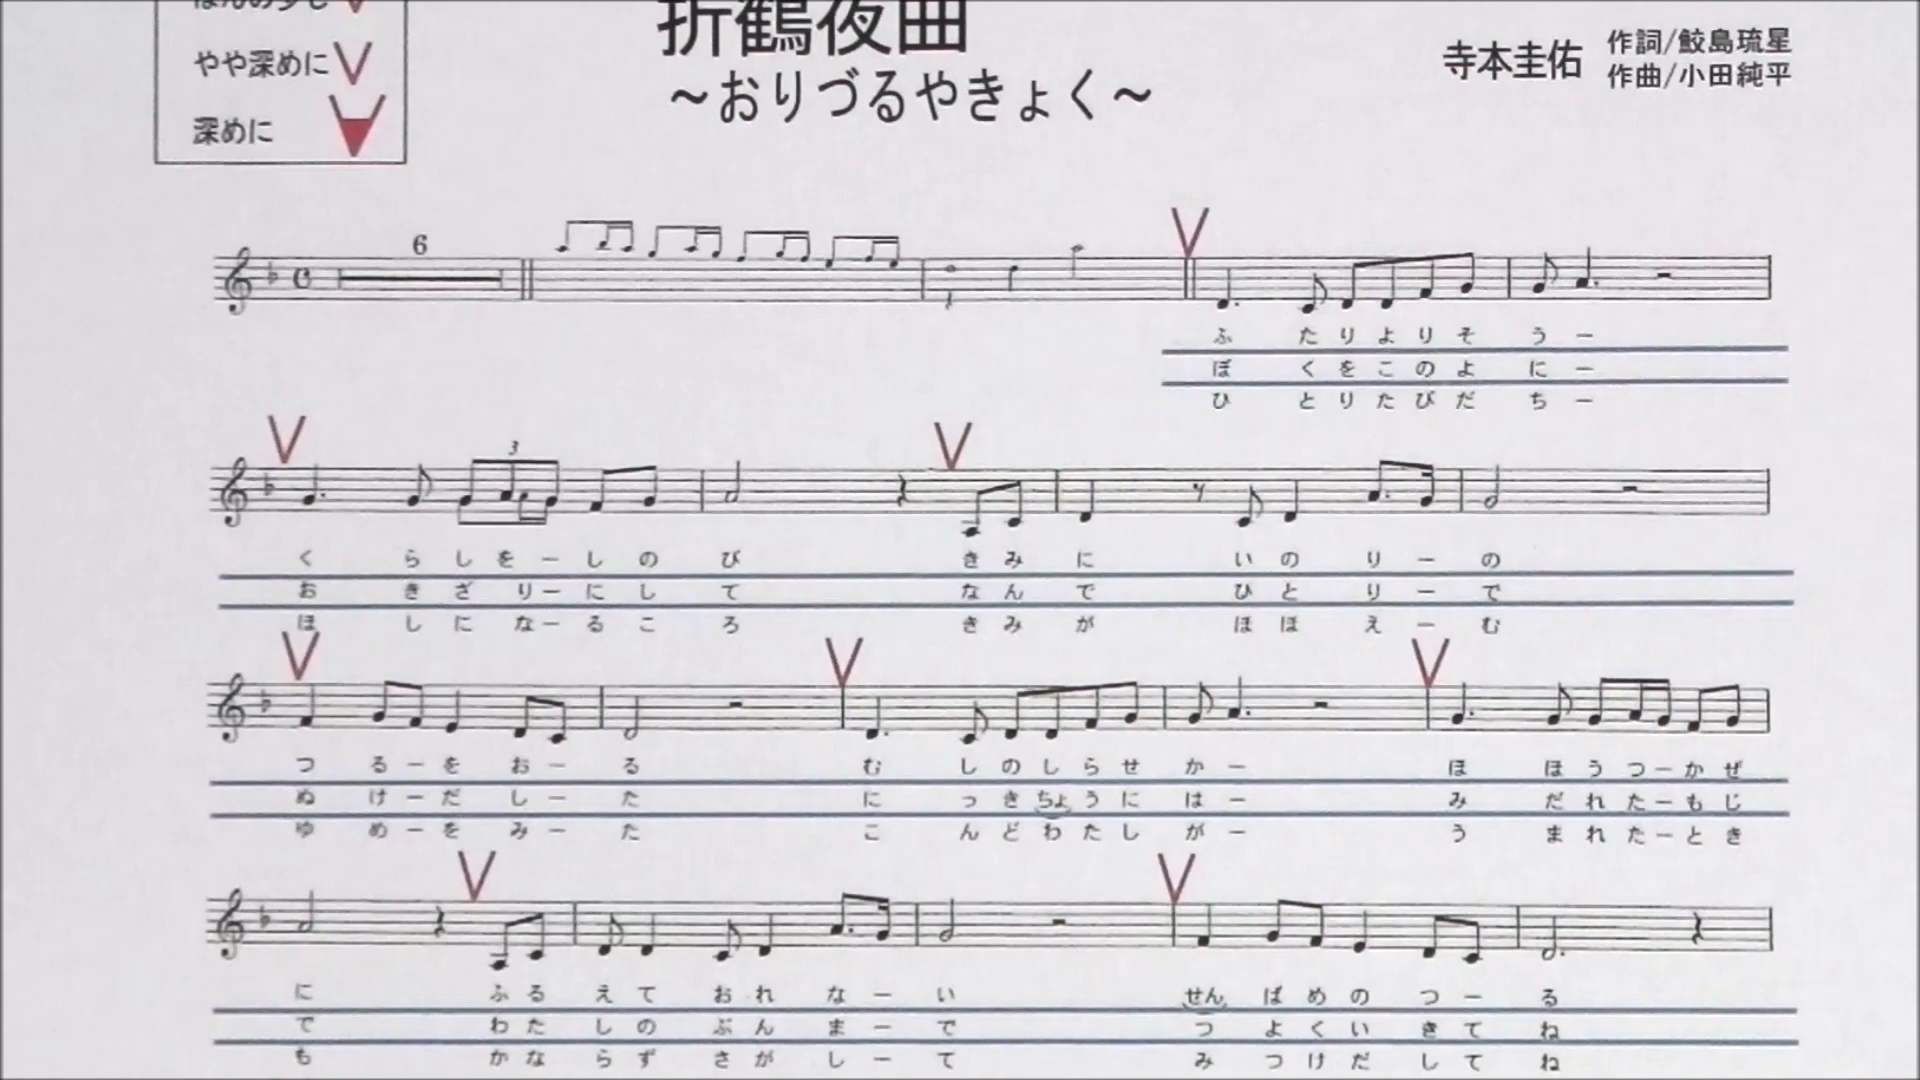 ほんの少し
やや深めに
深めに
折鶴夜曲
～おりづるやきょく～
寺本圭佑
作詞/鮫島琉星
作曲/小田純平
6
ふ たりよりそ う ー
ぼ くをこのよ に ー
ひ とりたびだ ち ー
3
く らしをーしの び きみに いの りーの
お きざりーにし て なんで ひと りーで
ほ しになーるこ ろ きみが ほほ えーむ
つ るーを おー る む しのしらせ かー ほ ほうつーかぜ
ぬ けーだ しー た に っきちょうに はー み だれたーもじ
ゆ めーを みー た こ んどわたし がー う まれたーとき
に ふる えて おれ なーい せん ばめの つー る
で わた しの ぶん まーで つ よくい きて ね
も かな らず さが しーて み つけだ して ね